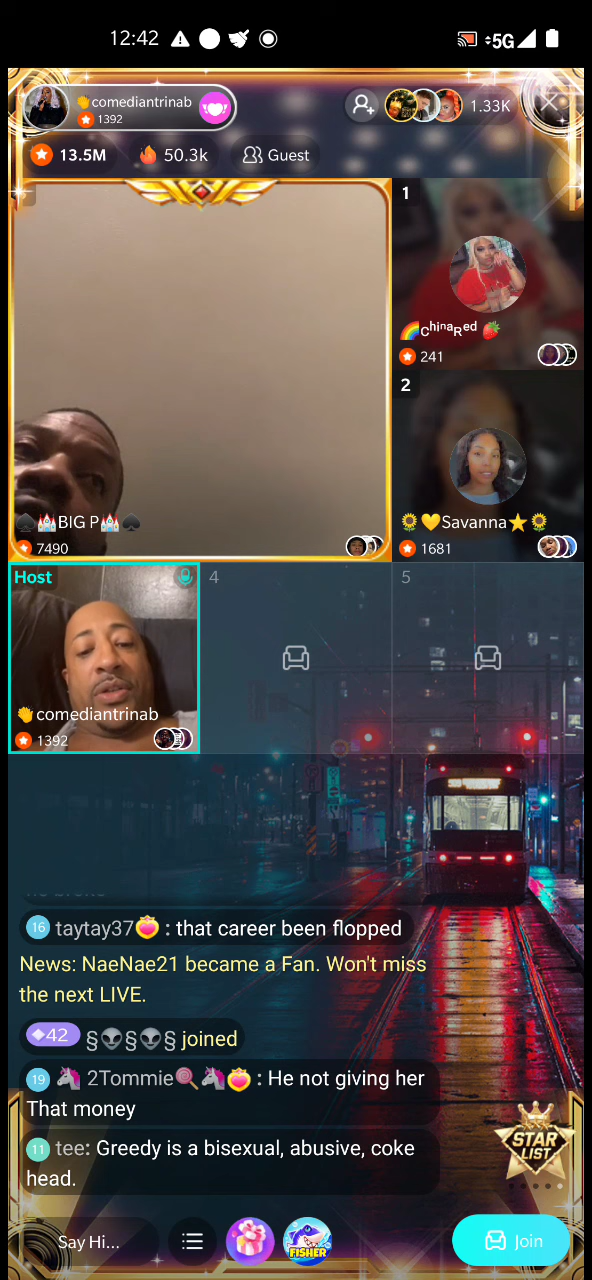 12:42
5G
👋comediantrinab
1392
1.33K
13.5M
50.3k
Guest
1
🌈cʰⁱⁿᵃʀᵉᵈ 🍓
241
2
🌻💛Savanna⭐🌻
1681
♠️🏰BIG P🏰♠️
7490
Host
4
5
👋comediantrinab
1392
16 taytay37 : that career been flopped
News: NaeNae21 became a Fan. Won't miss
the next LIVE.
42 §👽§👽§ joined
19 🦄 2Tommie🍭🦄 : He not giving her
That money
11 tee: Greedy is a bisexual, abusive, coke
head.
STAR
LIST
Say Hi...
FISHER
Join